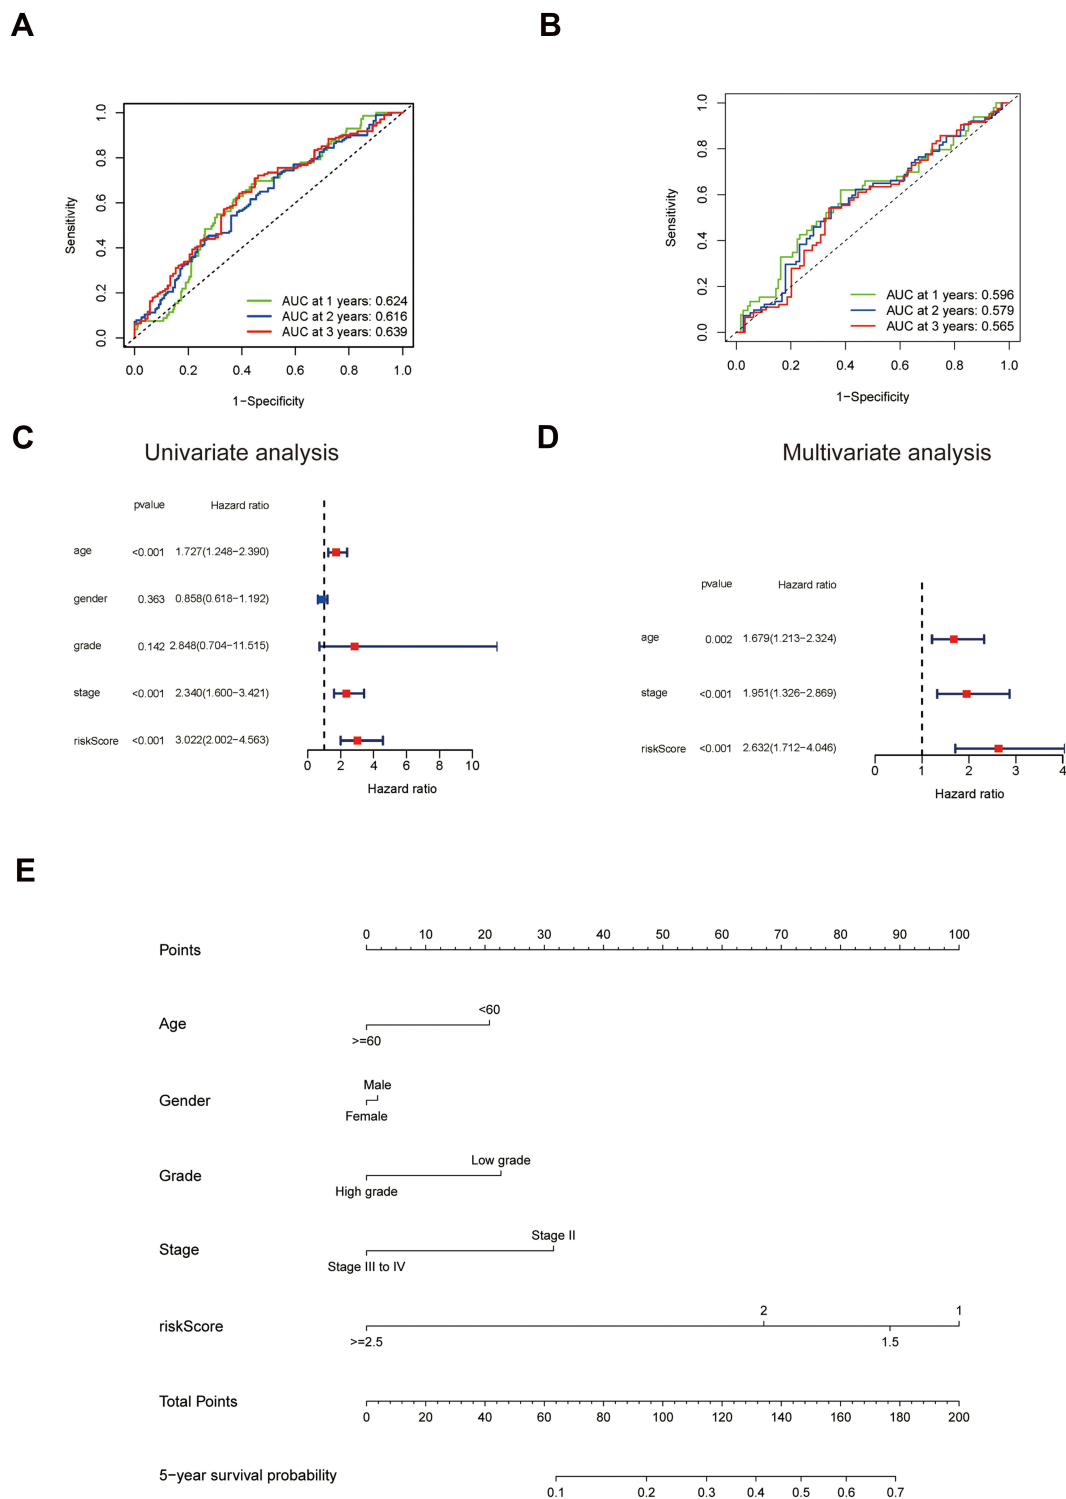 A
B
1.0
0.8
0.6
0.4
0.2
0.0
Sensitivity
AUC at 1 years: 0.624
AUC at 2 years: 0.616
AUC at 3 years: 0.639
0.0 0.2 0.4 0.6 0.8 1.0
1−Specificity
1.0
0.8
0.6
0.4
0.2
0.0
Sensitivity
AUC at 1 years: 0.596
AUC at 2 years: 0.579
AUC at 3 years: 0.565
0.0 0.2 0.4 0.6 0.8 1.0
1−Specificity
C
Univariate analysis
pvalue Hazard ratio
age <0.001 1.727(1.248−2.390)
gender 0.363 0.858(0.618−1.192)
grade 0.142 2.848(0.704−11.515)
stage <0.001 2.340(1.600−3.421)
riskScore <0.001 3.022(2.002−4.563)
0 2 4 6 8 10
Hazard ratio
D
Multivariate analysis
pvalue Hazard ratio
age 0.002 1.679(1.213−2.324)
stage <0.001 1.951(1.326−2.869)
riskScore <0.001 2.632(1.712−4.046)
0 1 2 3 4
Hazard ratio
E
0 10 20 30 40 50 60 70 80 90 100
Points
<60
Age
>=60
Male
Gender
Female
Low grade
Grade
High grade
Stage II
Stage
Stage III to IV
2 1
riskScore
>=2.5 1.5
Total Points
0 20 40 60 80 100 120 140 160 180 200
5−year survival probability
0.1 0.2 0.3 0.4 0.5 0.6 0.7